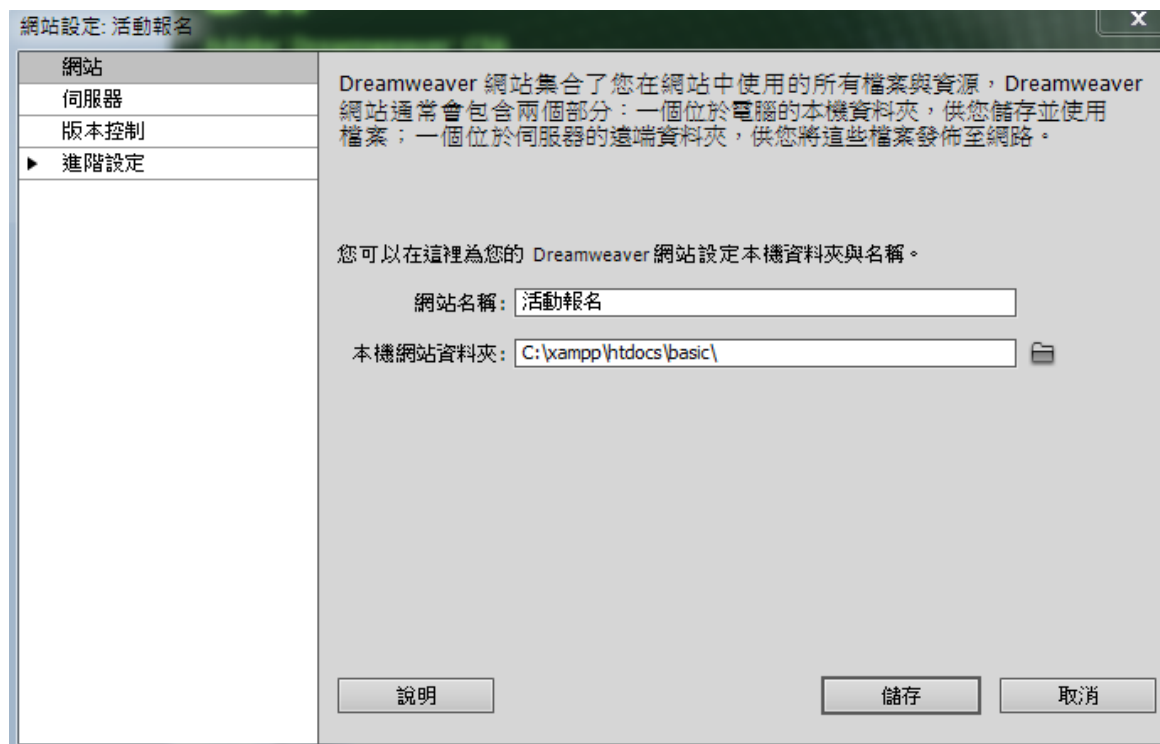 網站設定: 活動報名
網站
伺服器
版本控制
進階設定
Dreamweaver 網站集合了您在網站中使用的所有檔案與資源，Dreamweaver
網站通常會包含兩個部分：一個位於電腦的本機資料夾，供您儲存並使用
檔案；一個位於伺服器的遠端資料夾，供您將這些檔案發佈至網路。
您可以在這裡為您的 Dreamweaver 網站設定本機資料夾與名稱。
網站名稱: 活動報名
本機網站資料夾: C:\xampp\htdocs\basic\
說明 儲存 取消